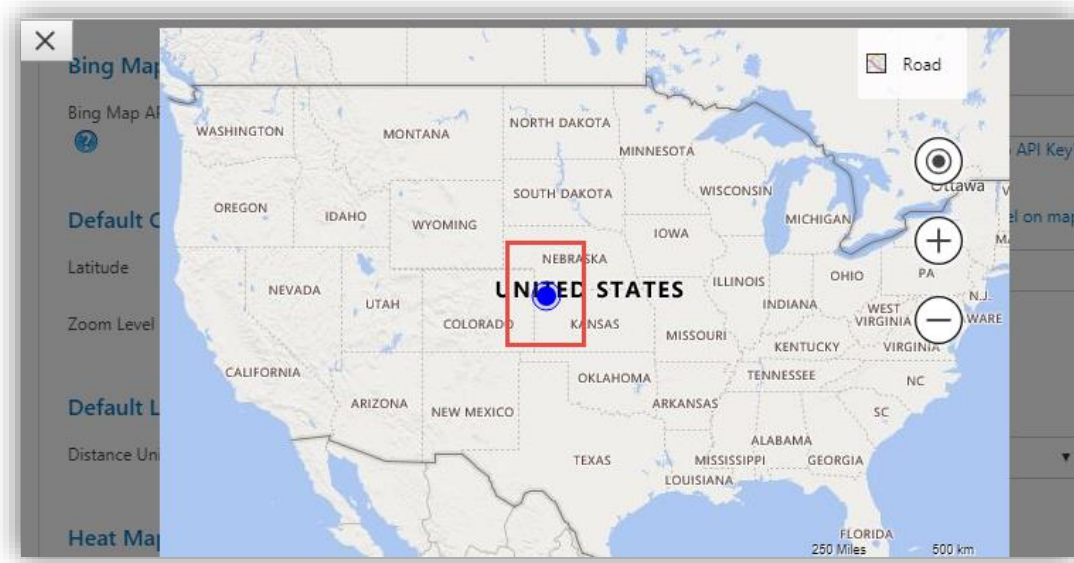 Bing Map
Road
Bing Map AP
API Key
WASHINGTON
MONTANA
NORTH DAKOTA
MINNESOTA
Ottawa
SOUTH DAKOTA
WISCONSIN
OREGON
IDAHO
MICHIGAN
Default C
WYOMING
el on map
IOWA
Latitude
NEBRASKA
OHIO
PA
NEVADA
UTAH
UNITED STATES
ILLINOIS
INDIANA
N.J.
Zoom Level
COLORADO
KANSAS
MISSOURI
WEST
VIRGINIA
WARE
KENTUCKY
VIRGINIA
CALIFORNIA
OKLAHOMA
TENNESSEE
NC
Default L
ARIZONA
NEW MEXICO
ARKANSAS
SC
Distance Uni
TEXAS
MISSISSIPPI
ALABAMA
GEORGIA
LOUISIANA
Heat Map
FLORIDA
250 Miles
500 km